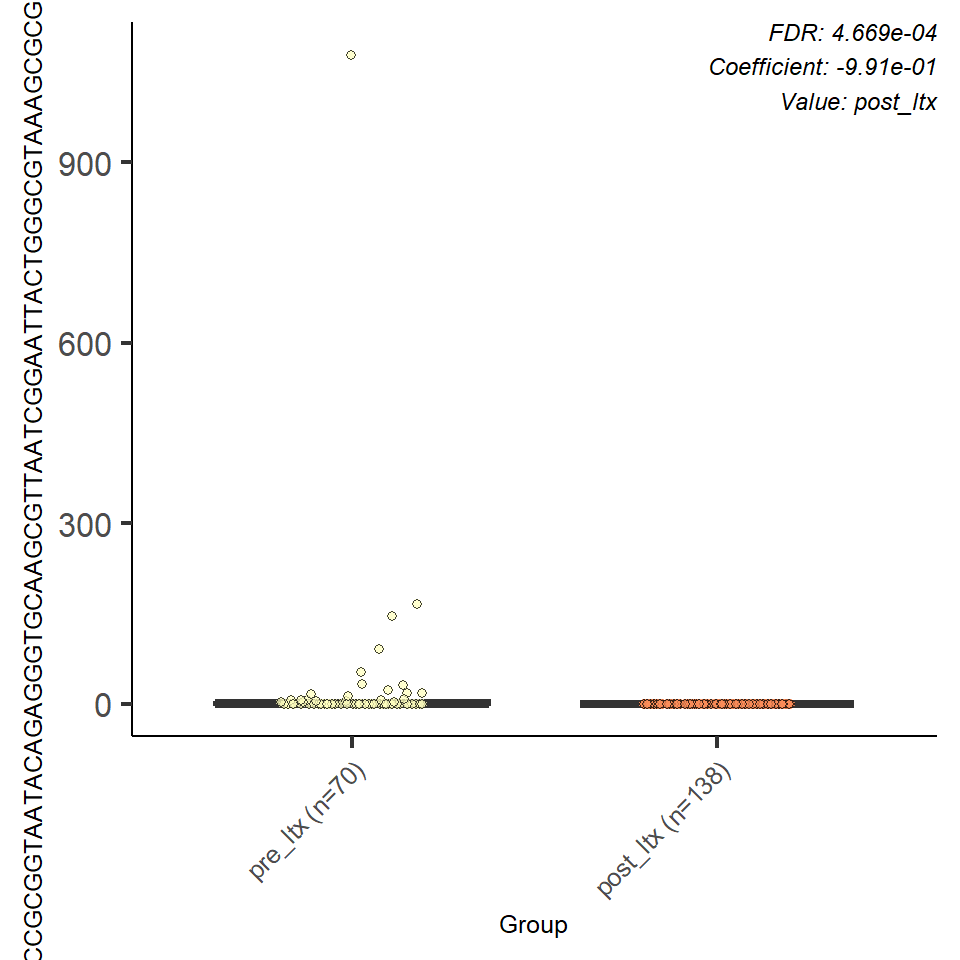 FDR: 4.669e-04
Coefficient: -9.91e-01
Value: post_ltx
CCGCGGTAATACAGAGGGTGCAAGCGTTAATCGGAATTACTGGGCGTAAAGCGCG
900
600
300
0
pre_ltx (n=70)
post_ltx (n=138)
Group